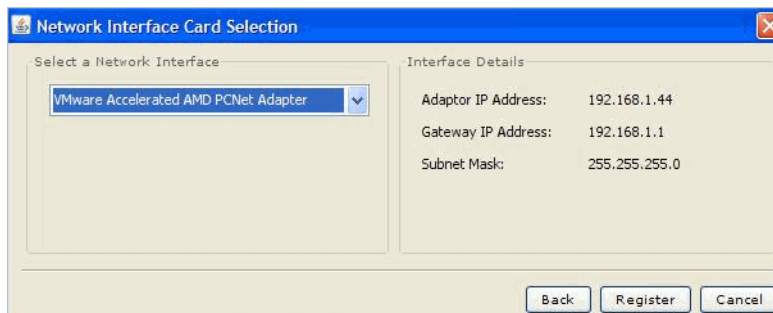 Network Interface Card Selection
Select a Network Interface
VMware Accelerated AMD PCNet Adapter
Interface Details
Adaptor IP Address: 192.168.1.44
Gateway IP Address: 192.168.1.1
Subnet Mask: 255.255.255.0
Back Register Cancel